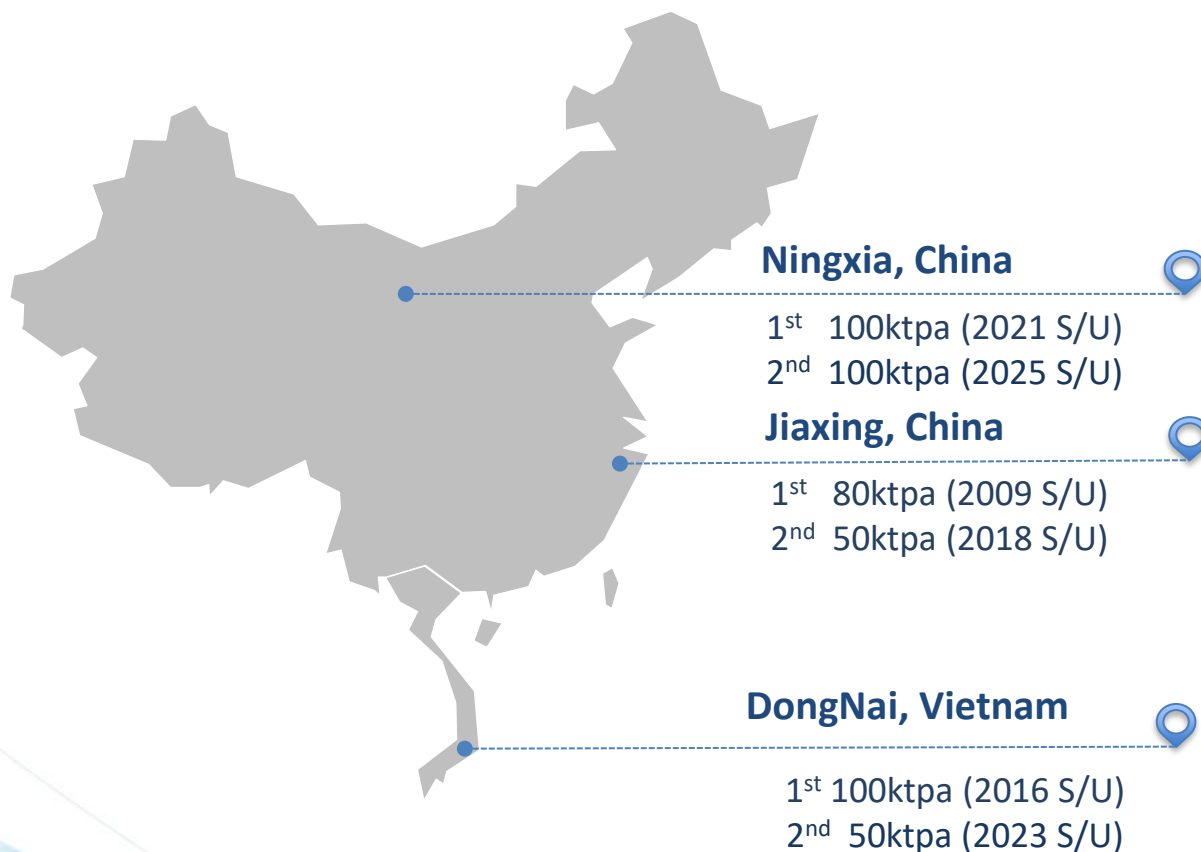 Ningxia, China
1st 100ktpa (2021 S/U)
2nd 100ktpa (2025 S/U)
Jiaxing, China
1st 80ktpa (2009 S/U)
2nd 50ktpa (2018 S/U)
DongNai, Vietnam
1st 100ktpa (2016 S/U)
2nd 50ktpa (2023 S/U)